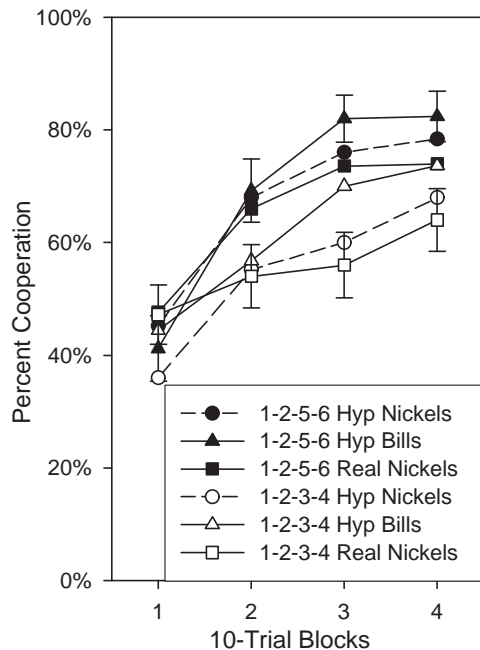 100%
80%
60%
40%
20%
0%
Percent Cooperation
1-2-5-6 Hyp Nickels
1-2-5-6 Hyp Bills
1-2-5-6 Real Nickels
1-2-3-4 Hyp Nickels
1-2-3-4 Hyp Bills
1-2-3-4 Real Nickels
1 2 3 4
10-Trial Blocks